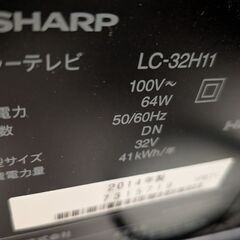 SHARP
ーテレビ LC-32H11
100V～
電力 64W
数 50/60Hz
DN
サイズ 32V
電量 41kWh/年
2014年製